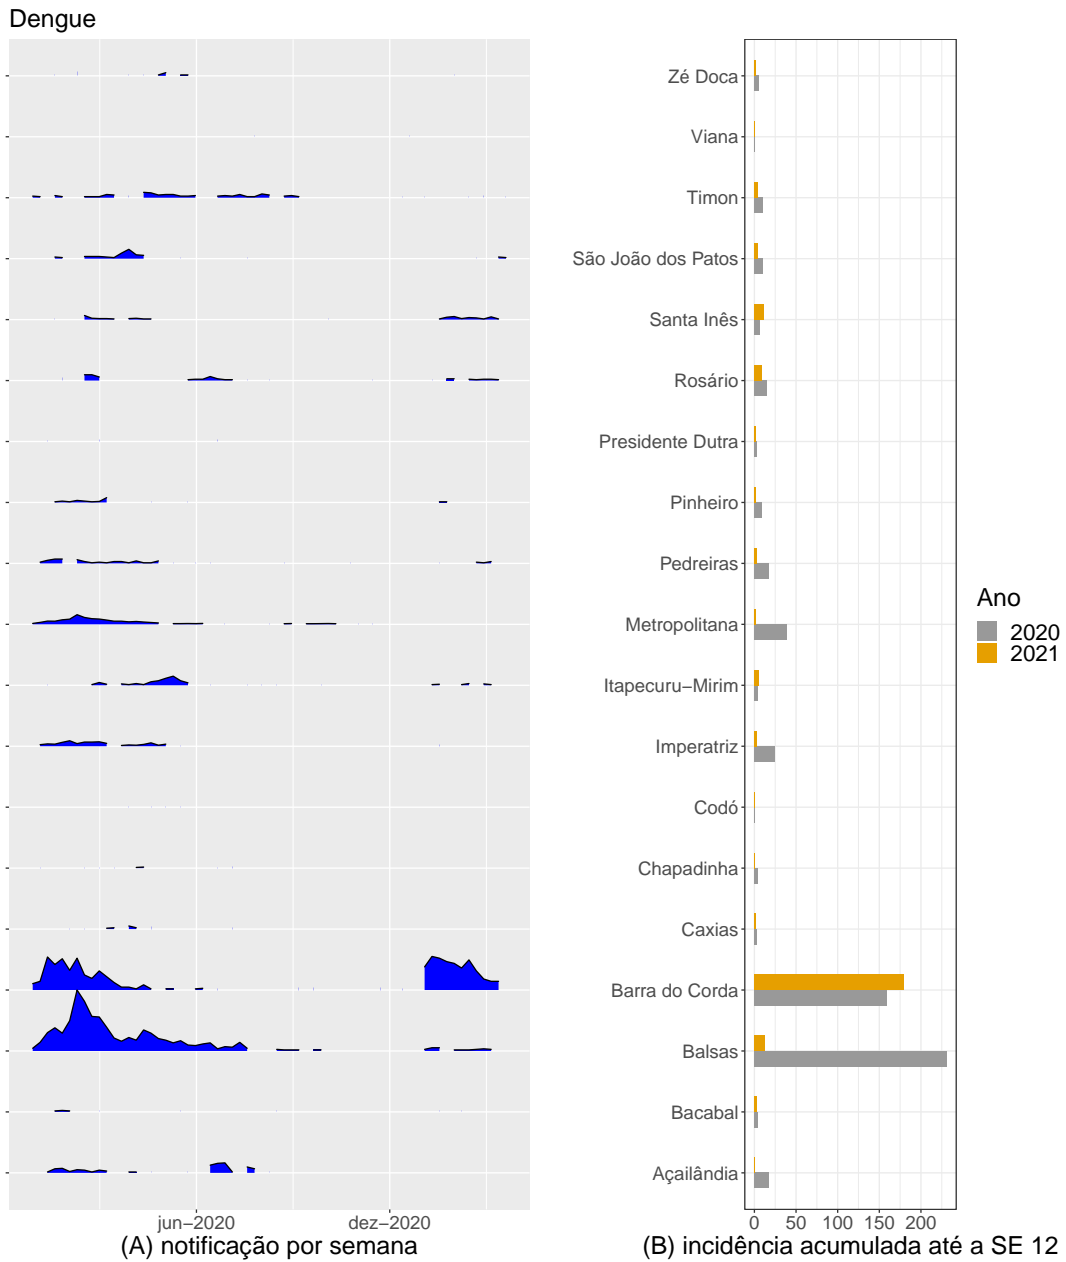 Dengue
Zé Doca
Viana
Timon
São João dos Patos
Santa Inês
Rosário
Presidente Dutra
Pinheiro
Pedreiras
Metropolitana
Itapecuru−Mirim
Imperatriz
Codó
Chapadinha
Caxias
Barra do Corda
Balsas
Bacabal
Açailândia
jun−2020 dez−2020
(A) notificação por semana
0 50 100 150 200
(B) incidência acumulada até a SE 12
Ano
2020
2021